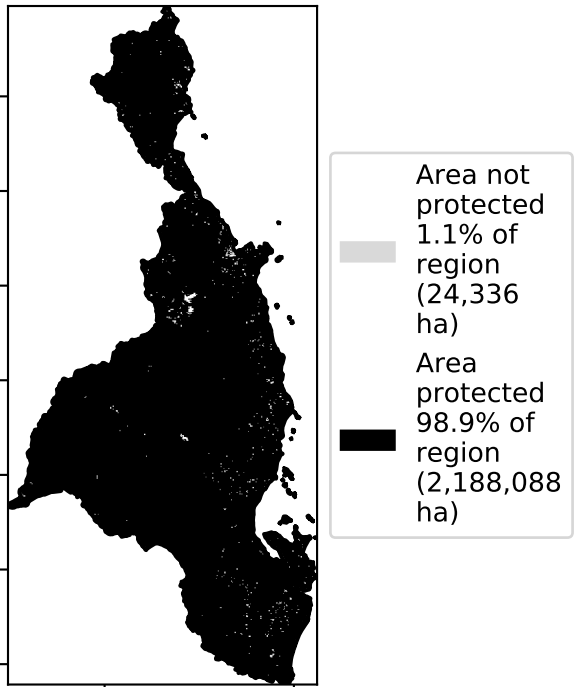 Area not
protected
1.1% of
region
(24,336
ha)
Area
protected
98.9% of
region
(2,188,088
ha)